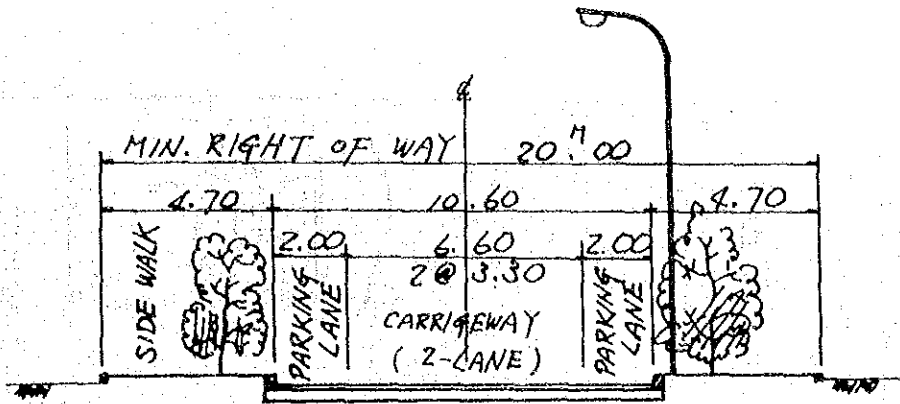 ℄
MIN. RIGHT OF WAY 20.ᴹ00
4.70 10.60 4.70
2.00 6.60 2.00
2@3.30
SIDE WALK
PARKING
LANE
CARRIGEWAY
(2-LANE)
PARKING
LANE